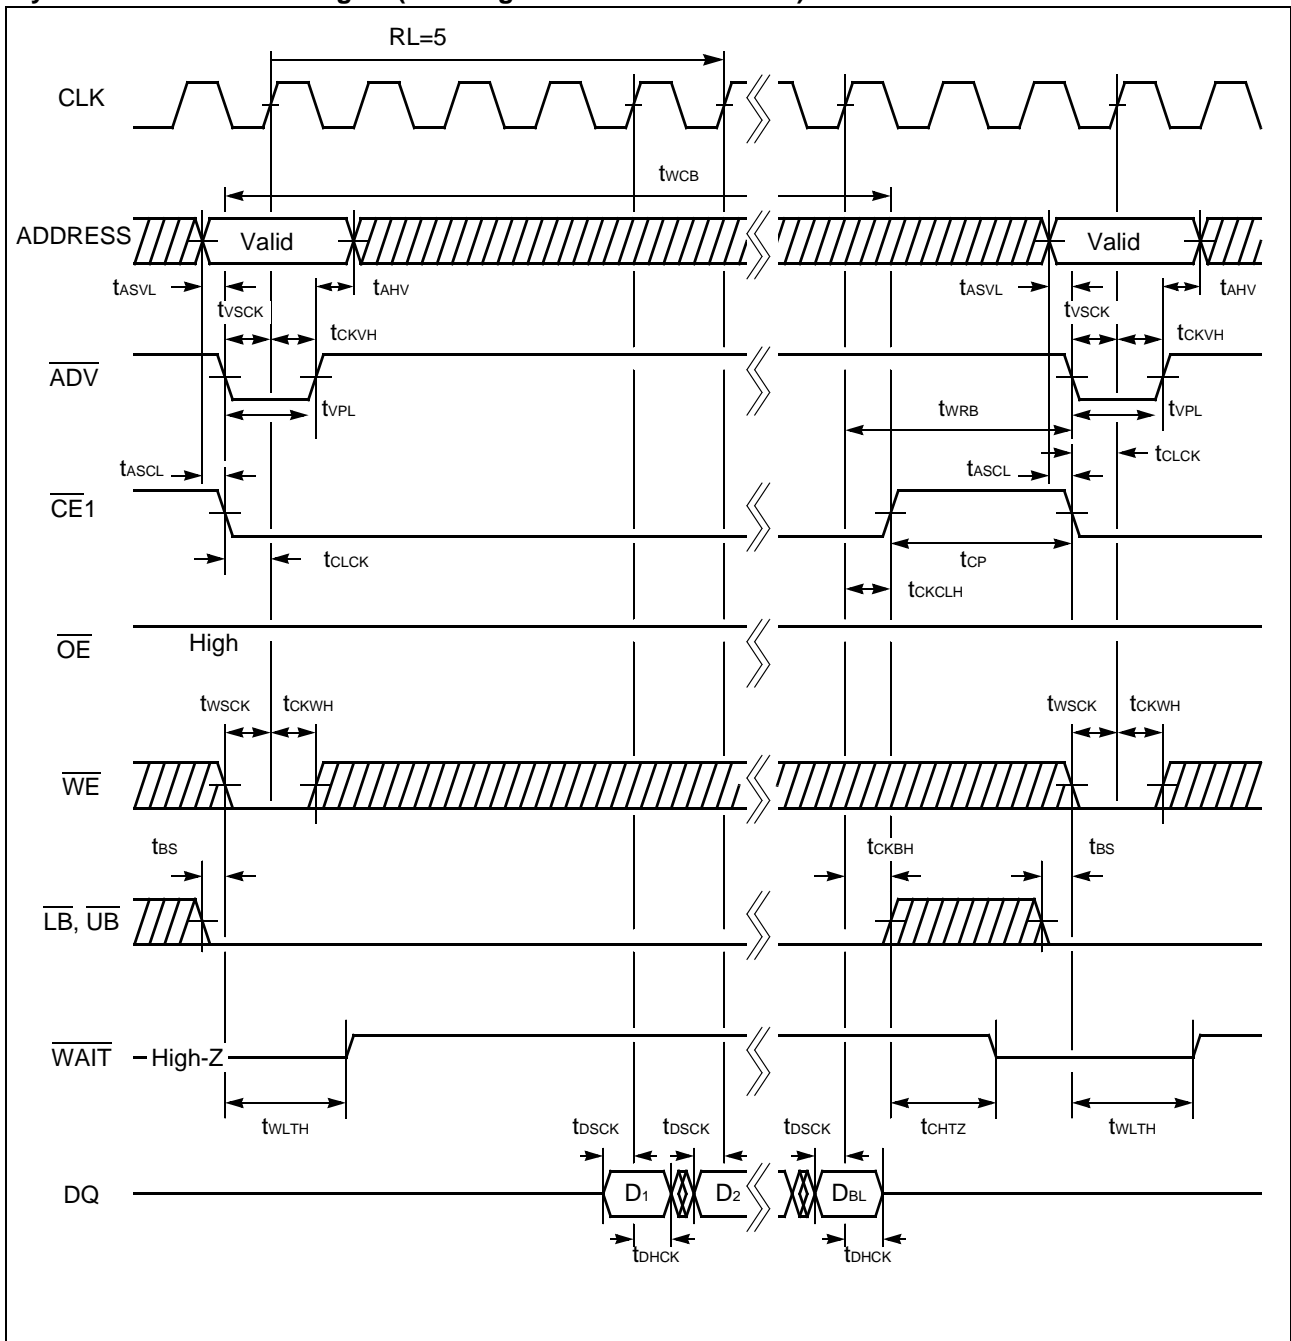 RL=5
CLK
tWCB
ADDRESS Valid Valid
tASVL tAHV tASVL tAHV
tVSCK tCKVH tVSCK tCKVH
ADV
tVPL tWRB tVPL
tASCL tASCL tCLCK
CE1
tCLCK tCP
tCKCLH
OE High
tWSCK tCKWH tWSCK tCKWH
WE
tBS tCKBH tBS
LB, UB
WAIT High-Z
tWLTH tCHTZ tWLTH
tDSCK tDSCK tDSCK
DQ D1 D2 DBL
tDHCK tDHCK